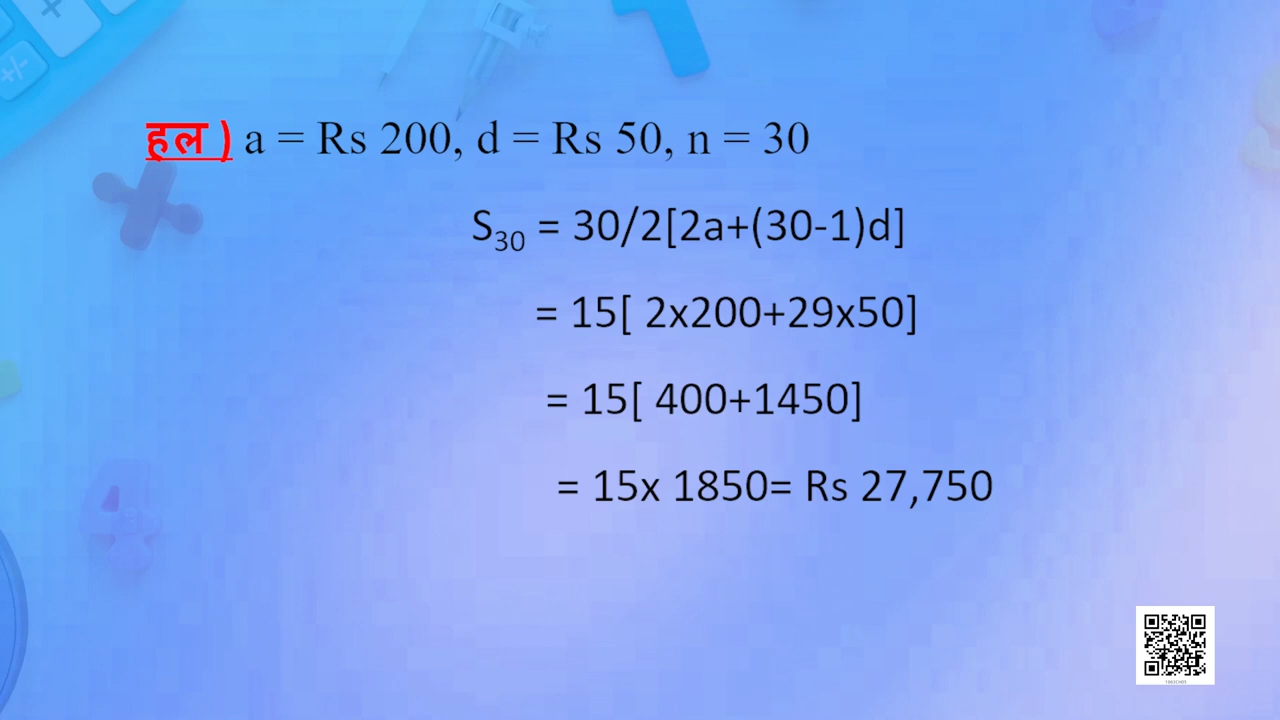 हल ) a = Rs 200, d = Rs 50, n = 30
S₃₀ = 30/2[2a+(30-1)d]
= 15[ 2x200+29x50]
= 15[ 400+1450]
= 15x 1850= Rs 27,750